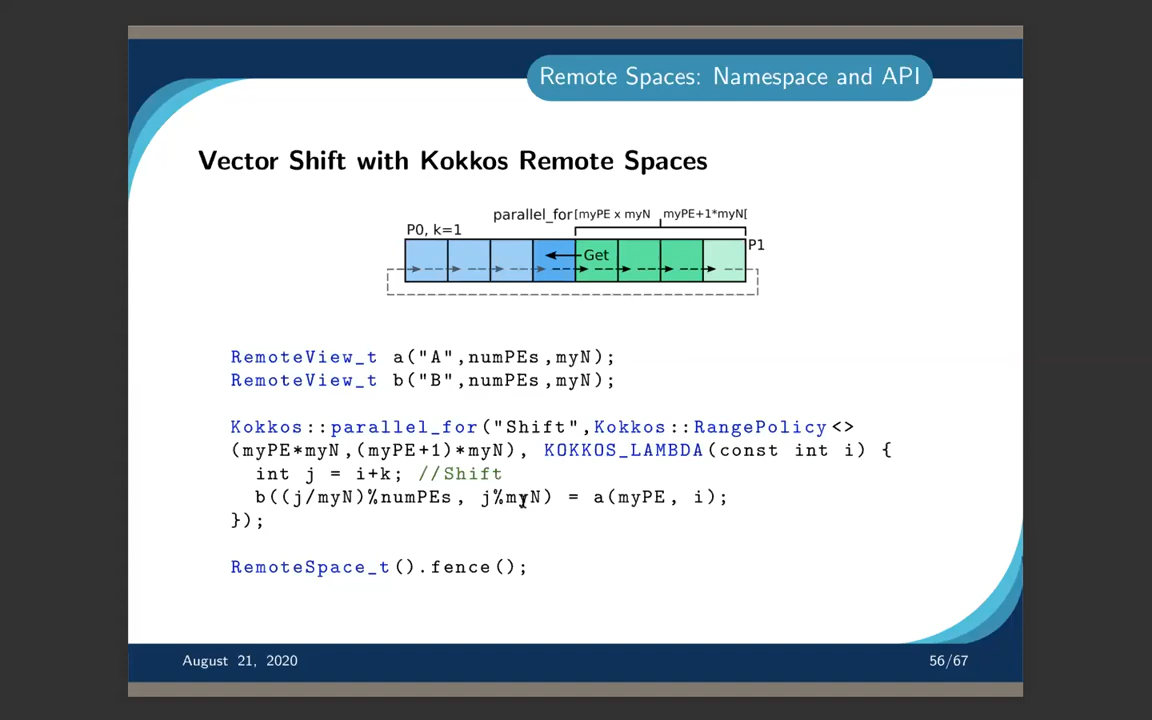 Remote Spaces: Namespace and API
Vector Shift with Kokkos Remote Spaces
parallel_for[myPE x myN myPE+1*myN[
P0, k=1
P1
Get
RemoteView_t a("A",numPEs,myN);
RemoteView_t b("B",numPEs,myN);
Kokkos::parallel_for("Shift",Kokkos::RangePolicy<>
(myPE*myN,(myPE+1)*myN), KOKKOS_LAMBDA(const int i) {
int j = i+k; //Shift
b((j/myN)%numPEs, j%myN) = a(myPE, i);
});
RemoteSpace_t().fence();
August 21, 2020
56/67